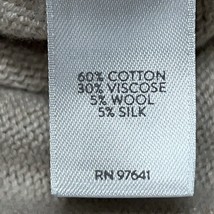 60% COTTON
30% VISCOSE
5% WOOL
5% SILK
RN 97641